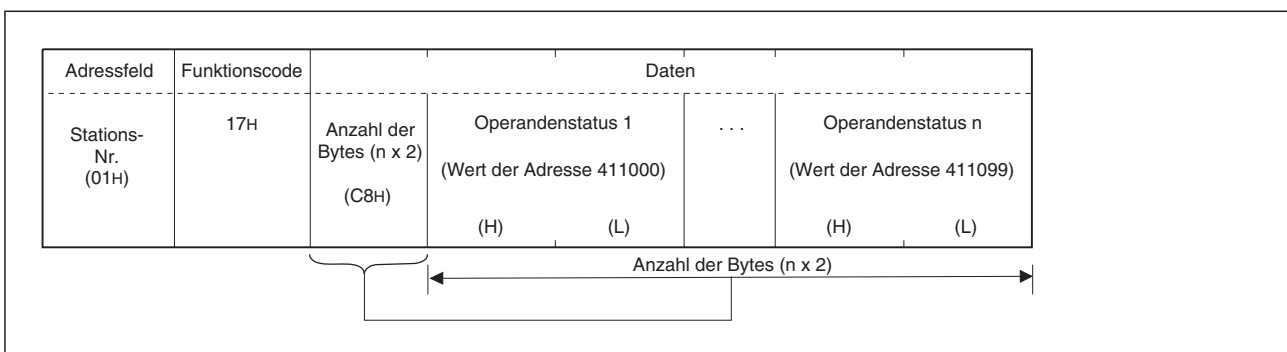 Adressfeld Funktionscode Daten
Stations-
Nr.
(01H)
17H
Anzahl der
Bytes (n x 2)
(C8H)
Operandenstatus 1
(Wert der Adresse 411000)
(H) (L)
. . .
Operandenstatus n
(Wert der Adresse 411099)
(H) (L)
Anzahl der Bytes (n x 2)